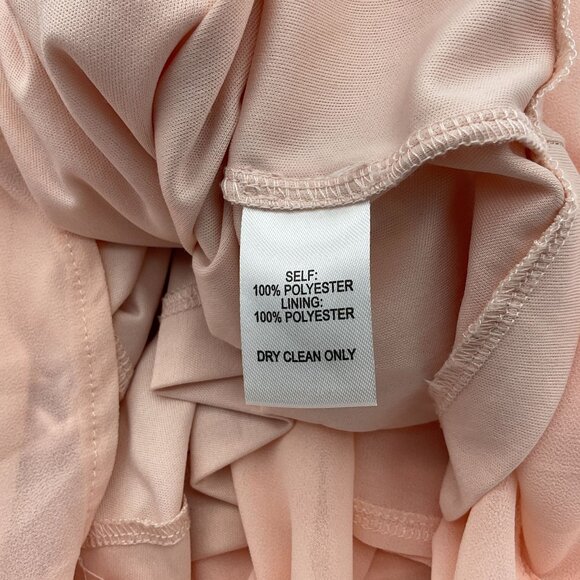 SELF:
100% POLYESTER
LINING:
100% POLYESTER
DRY CLEAN ONLY